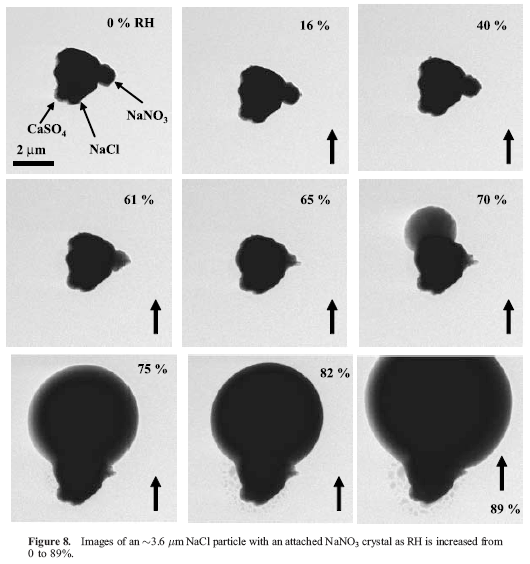 0 % RH
NaNO₃
CaSO₄
NaCl
2 μm
16 %
40 %
61 %
65 %
70 %
75 %
82 %
89 %
Figure 8. Images of an ~3.6 μm NaCl particle with an attached NaNO₃ crystal as RH is increased from
0 to 89%.